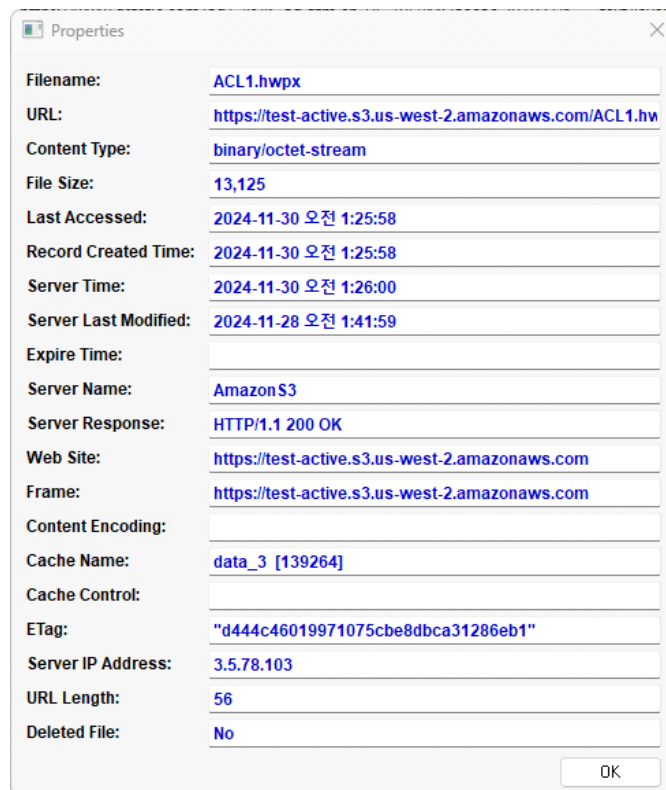 Properties
Filename: ACL1.hwpx
URL: https://test-active.s3.us-west-2.amazonaws.com/ACL1.hw
Content Type: binary/octet-stream
File Size: 13,125
Last Accessed: 2024-11-30 오전 1:25:58
Record Created Time: 2024-11-30 오전 1:25:58
Server Time: 2024-11-30 오전 1:26:00
Server Last Modified: 2024-11-28 오전 1:41:59
Expire Time:
Server Name: AmazonS3
Server Response: HTTP/1.1 200 OK
Web Site: https://test-active.s3.us-west-2.amazonaws.com
Frame: https://test-active.s3.us-west-2.amazonaws.com
Content Encoding:
Cache Name: data_3 [139264]
Cache Control:
ETag: "d444c46019971075cbe8dbca31286eb1"
Server IP Address: 3.5.78.103
URL Length: 56
Deleted File: No
OK